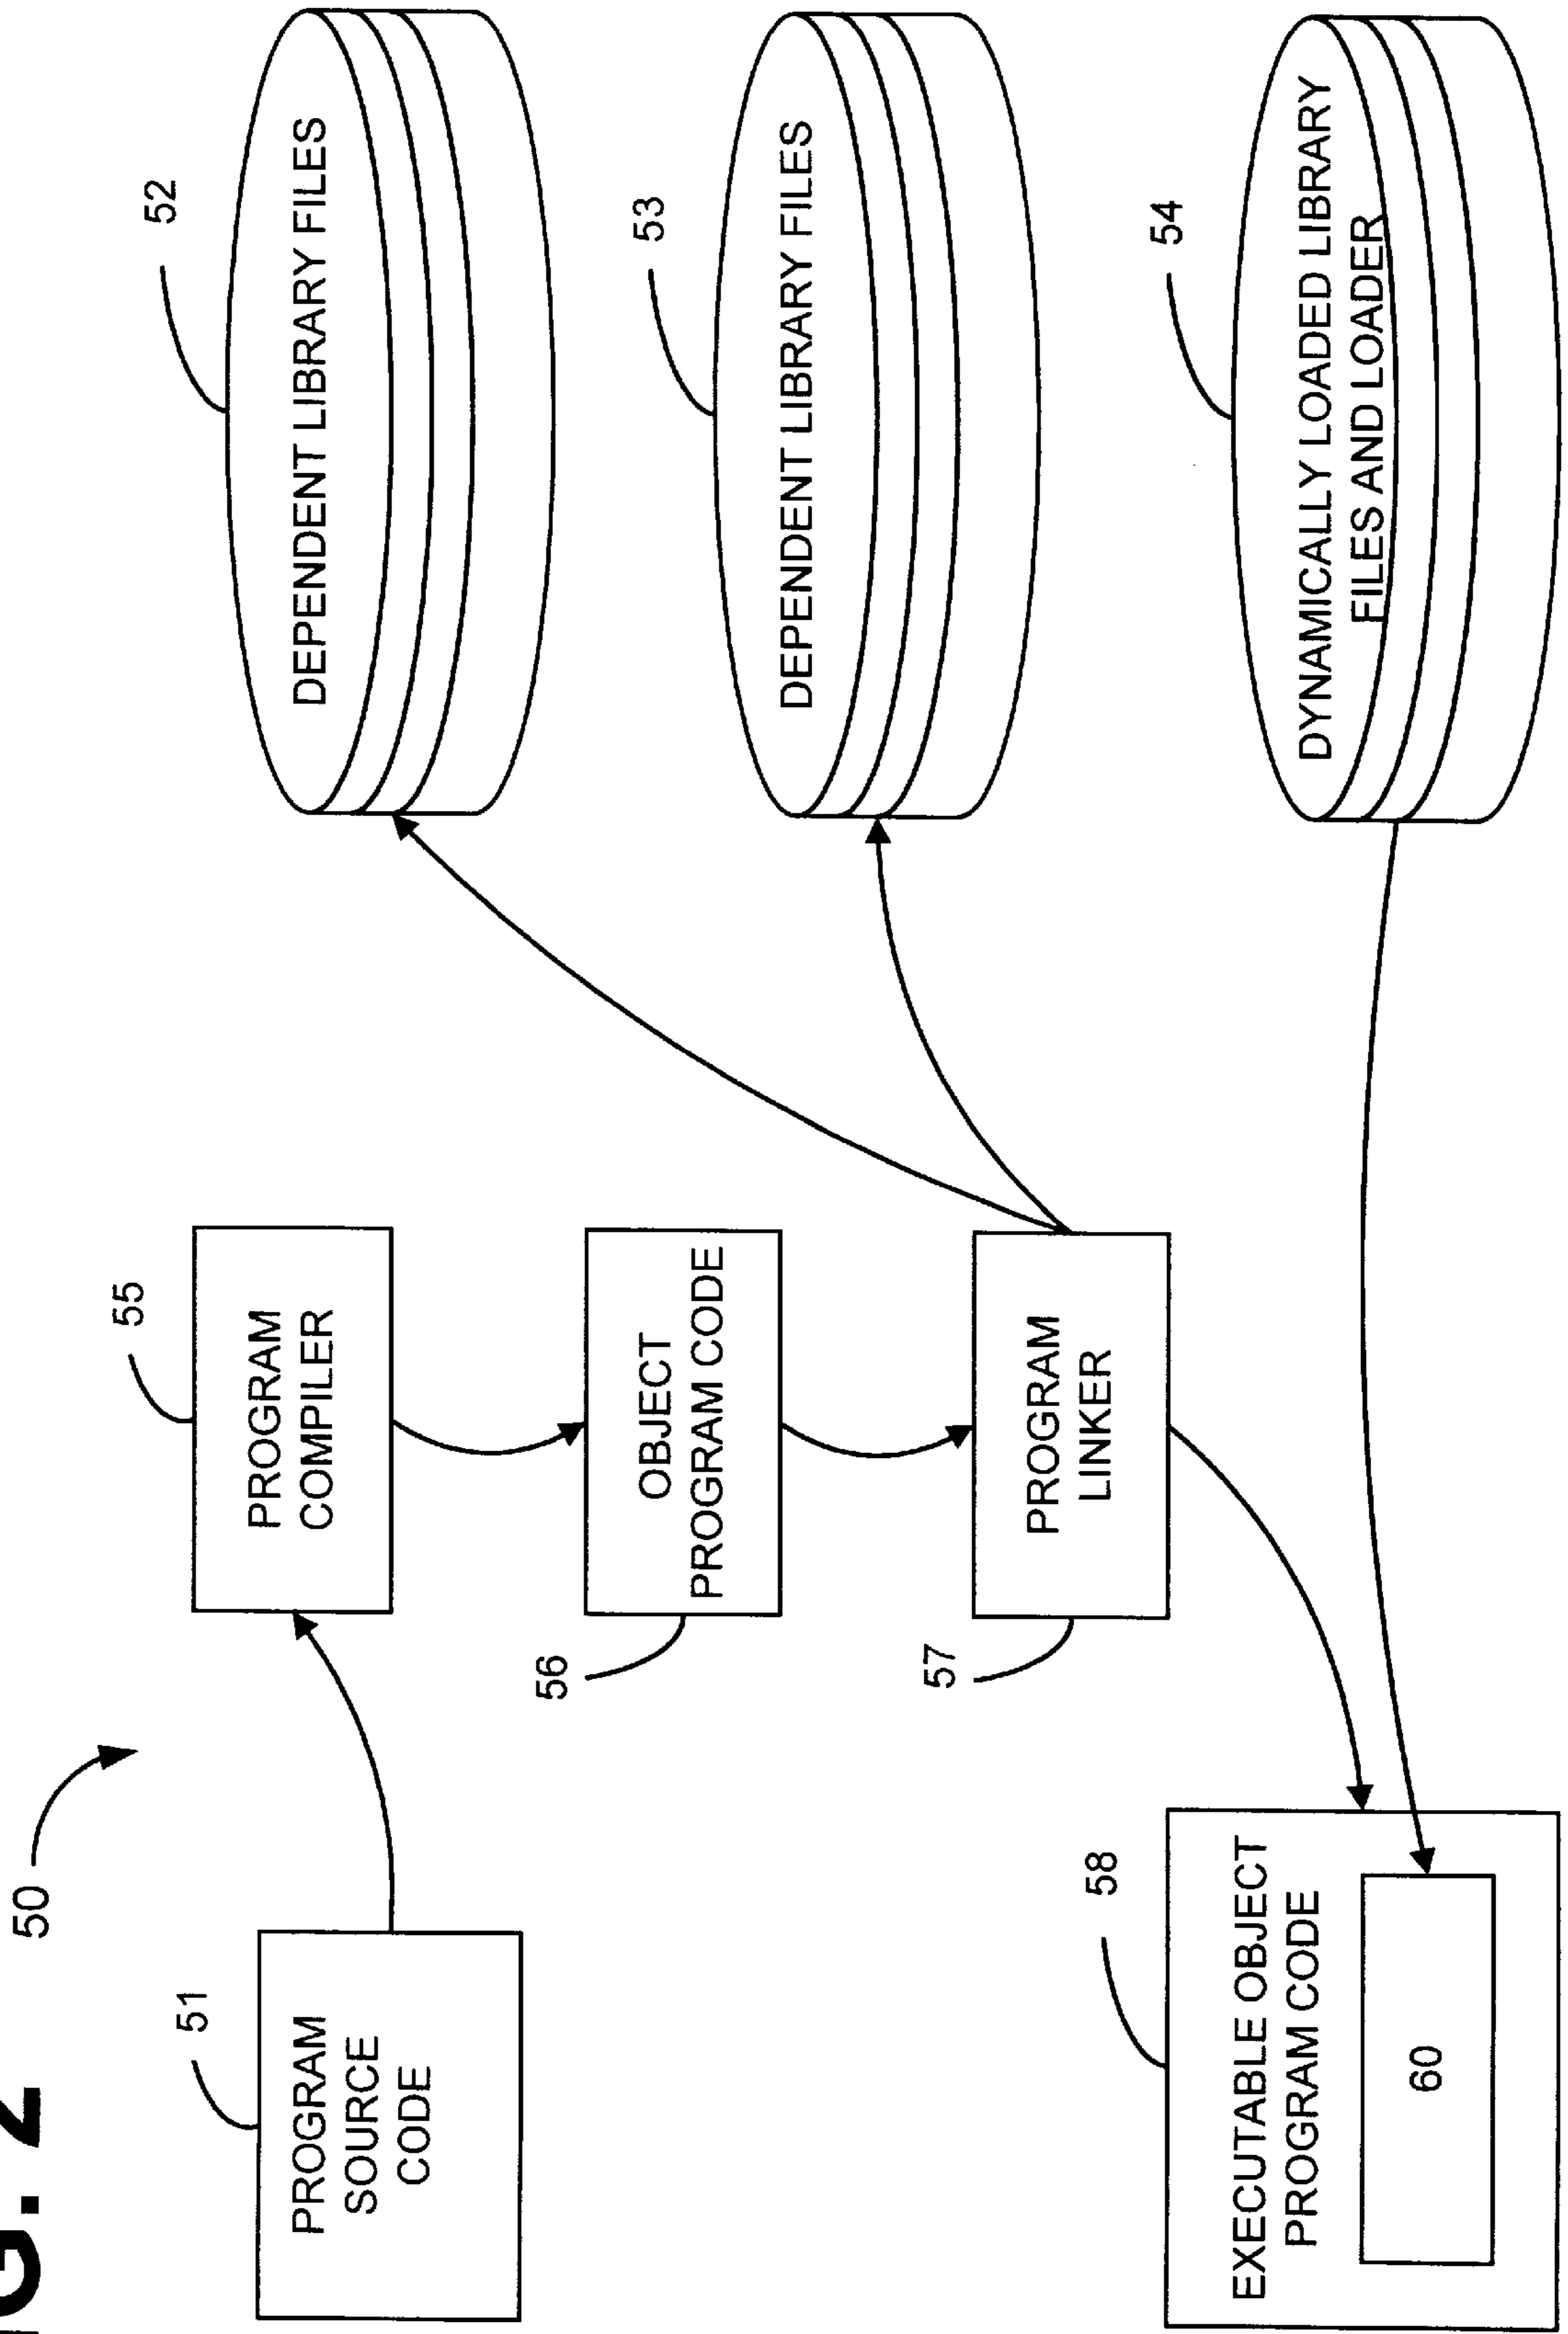 FIG. 2
50
51
PROGRAM
SOURCE
CODE
55
PROGRAM
COMPILER
52
DEPENDENT LIBRARY FILES
56
OBJECT
PROGRAM CODE
53
DEPENDENT LIBRARY FILES
57
PROGRAM
LINKER
58
EXECUTABLE OBJECT
PROGRAM CODE
60
54
DYNAMICALLY LOADED LIBRARY
FILES AND LOADER